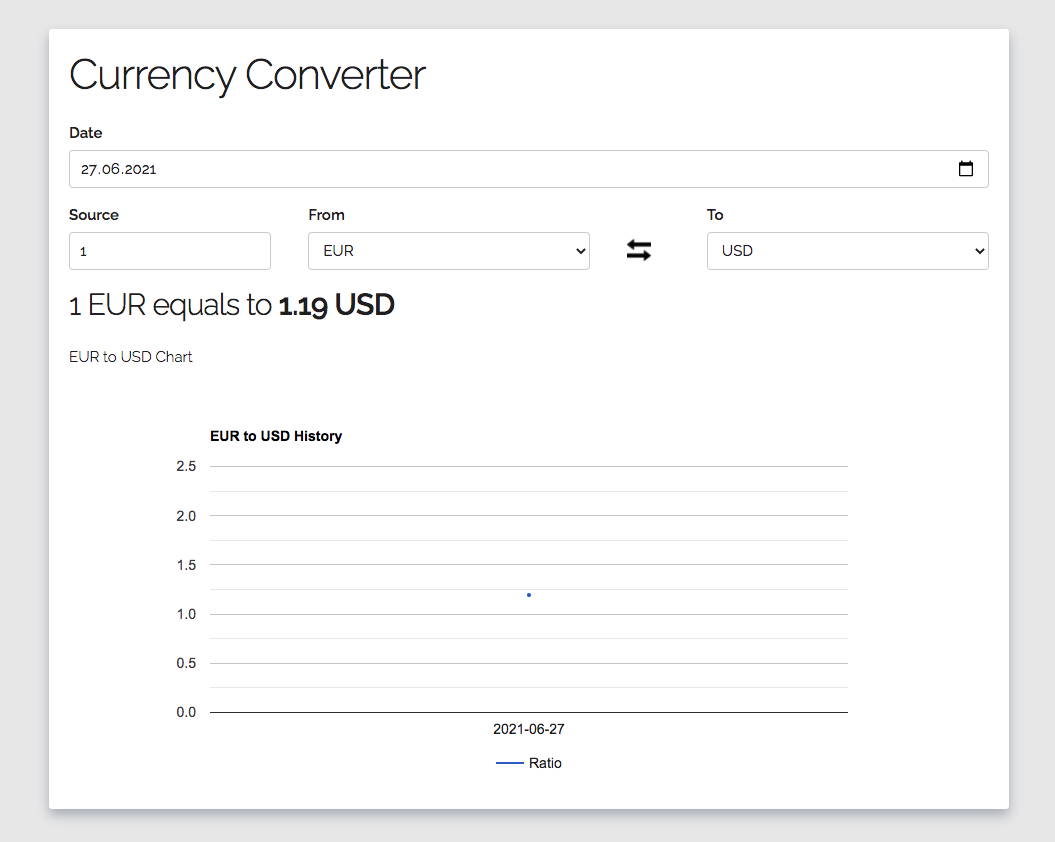 Currency Converter
Date
27.06.2021
Source From To
1 EUR USD
1 EUR equals to 1.19 USD
EUR to USD Chart
EUR to USD History
2.5
2.0
1.5
1.0
0.5
0.0
2021-06-27
Ratio